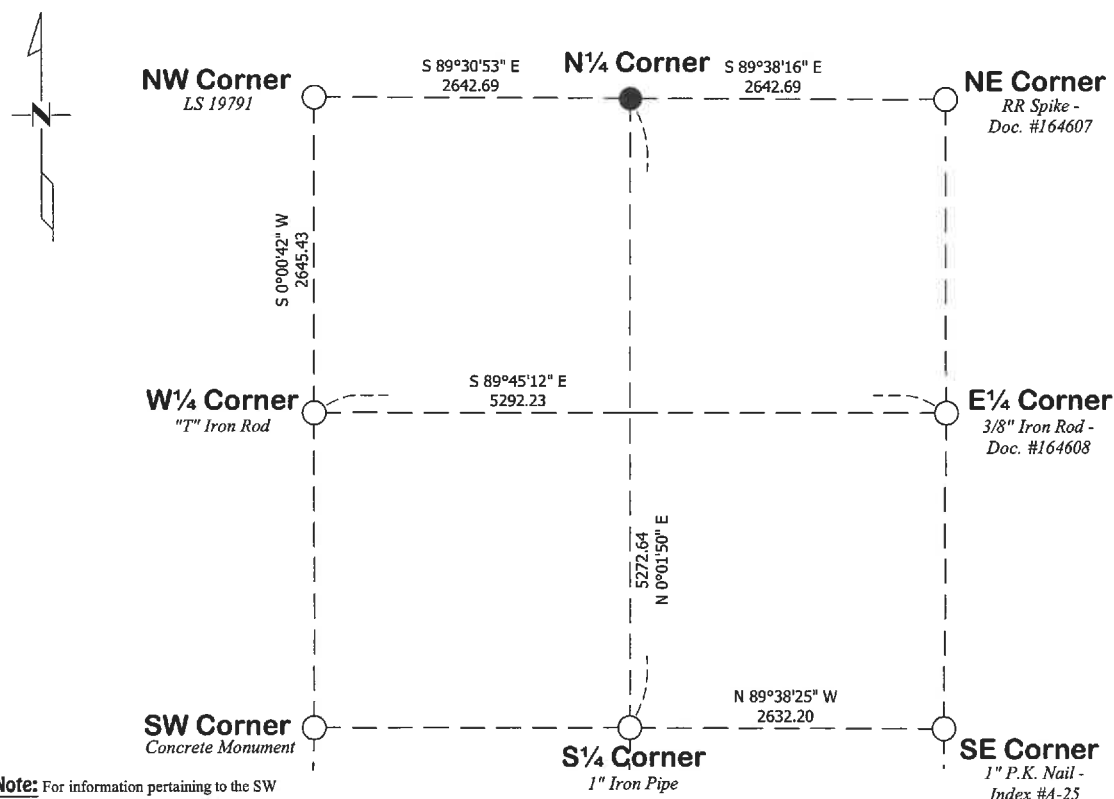 S 89°30'53" E
2642.69
N¼ Corner
S 89°38'16" E
2642.69
NW Corner
LS 19791
NE Corner
RR Spike -
Doc. #164607
N
S 0°00'42" W
2645.43
W¼ Corner
"T" Iron Rod
S 89°45'12" E
5292.23
E¼ Corner
3/8" Iron Rod -
Doc. #164608
5272.64
N 0°01'50" E
SW Corner
Concrete Monument
N 89°38'25" W
2632.20
S¼ Corner
1" Iron Pipe
SE Corner
1" P.K. Nail -
Index #A-25
Note: For information pertaining to the SW